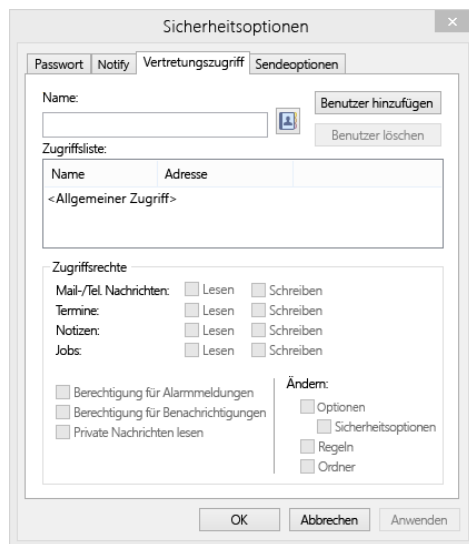 Sicherheitsoptionen
Passwort Notify Vertretungszugriff Sendeoptionen
Name:
Benutzer hinzufügen
Benutzer löschen
Zugriffsliste:
Name Adresse
<Allgemeiner Zugriff>
Zugriffsrechte
Mail-/Tel. Nachrichten: Lesen Schreiben
Termine: Lesen Schreiben
Notizen: Lesen Schreiben
Jobs: Lesen Schreiben
Berechtigung für Alarmmeldungen
Berechtigung für Benachrichtigungen
Private Nachrichten lesen
Ändern:
Optionen
Sicherheitsoptionen
Regeln
Ordner
OK Abbrechen Anwenden